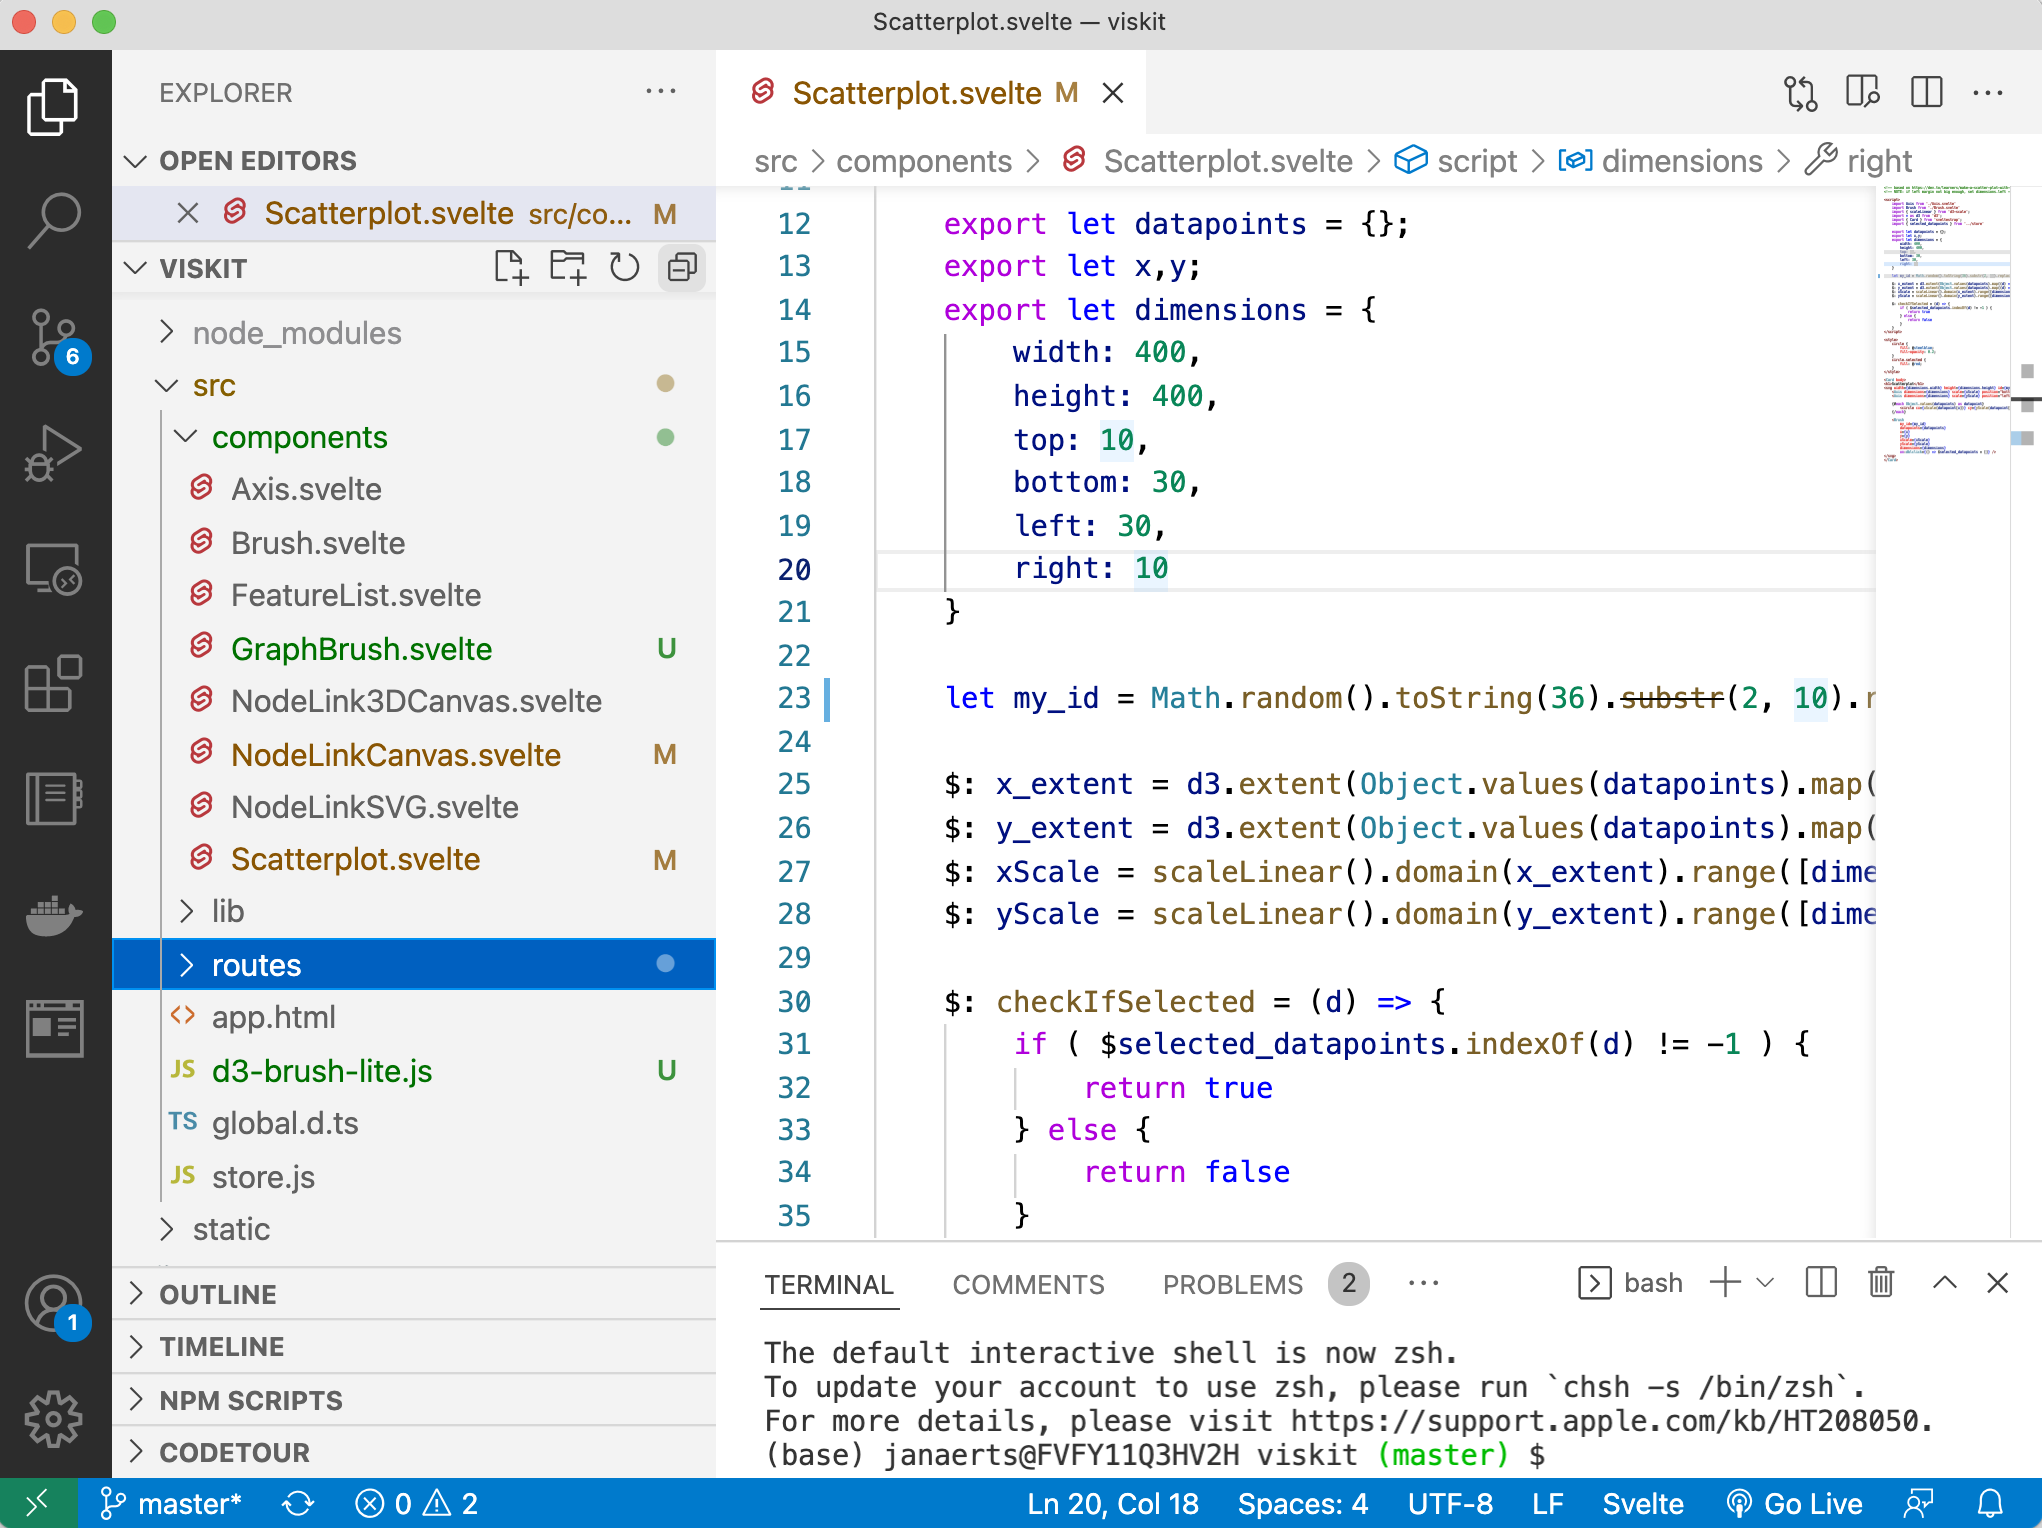 Scatterplot.svelte — viskit
EXPLORER
OPEN EDITORS
Scatterplot.svelte src/co... M
VISKIT
node_modules
src
components
Axis.svelte
Brush.svelte
FeatureList.svelte
GraphBrush.svelte U
NodeLink3DCanvas.svelte
NodeLinkCanvas.svelte M
NodeLinkSVG.svelte
Scatterplot.svelte M
lib
routes
app.html
JS d3-brush-lite.js U
TS global.d.ts
JS store.js
static
OUTLINE
TIMELINE
NPM SCRIPTS
CODETOUR
6
1
Scatterplot.svelte M
src > components > Scatterplot.svelte > script > dimensions > right
12 export let datapoints = {};
13 export let x,y;
14 export let dimensions = {
15 width: 400,
16 height: 400,
17 top: 10,
18 bottom: 30,
19 left: 30,
20 right: 10
21 }
22
23 let my_id = Math.random().toString(36).substr(2, 10).r
24
25 $: x_extent = d3.extent(Object.values(datapoints).map(
26 $: y_extent = d3.extent(Object.values(datapoints).map(
27 $: xScale = scaleLinear().domain(x_extent).range([dime
28 $: yScale = scaleLinear().domain(y_extent).range([dime
29
30 $: checkIfSelected = (d) => {
31 if ( $selected_datapoints.indexOf(d) != -1 ) {
32 return true
33 } else {
34 return false
35 }
TERMINAL COMMENTS PROBLEMS 2 bash
The default interactive shell is now zsh.
To update your account to use zsh, please run `chsh -s /bin/zsh`.
For more details, please visit https://support.apple.com/kb/HT208050.
(base) janaerts@FVFY11Q3HV2H viskit (master) $
master* 0 2 Ln 20, Col 18 Spaces: 4 UTF-8 LF Svelte Go Live